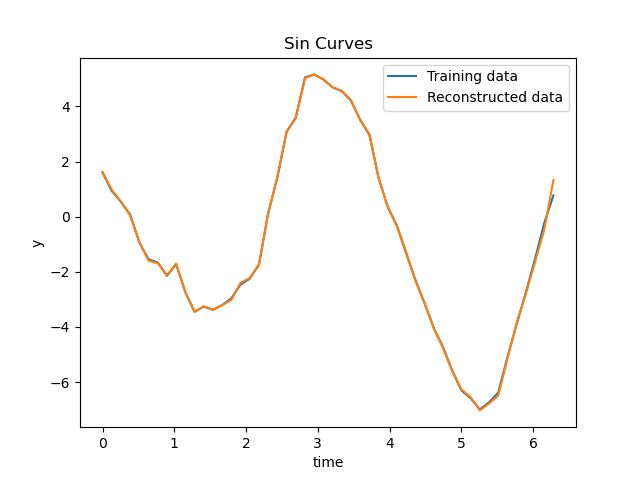 Sin Curves
Training data
Reconstructed data
4
2
0
−2
−4
−6
y
0 1 2 3 4 5 6
time